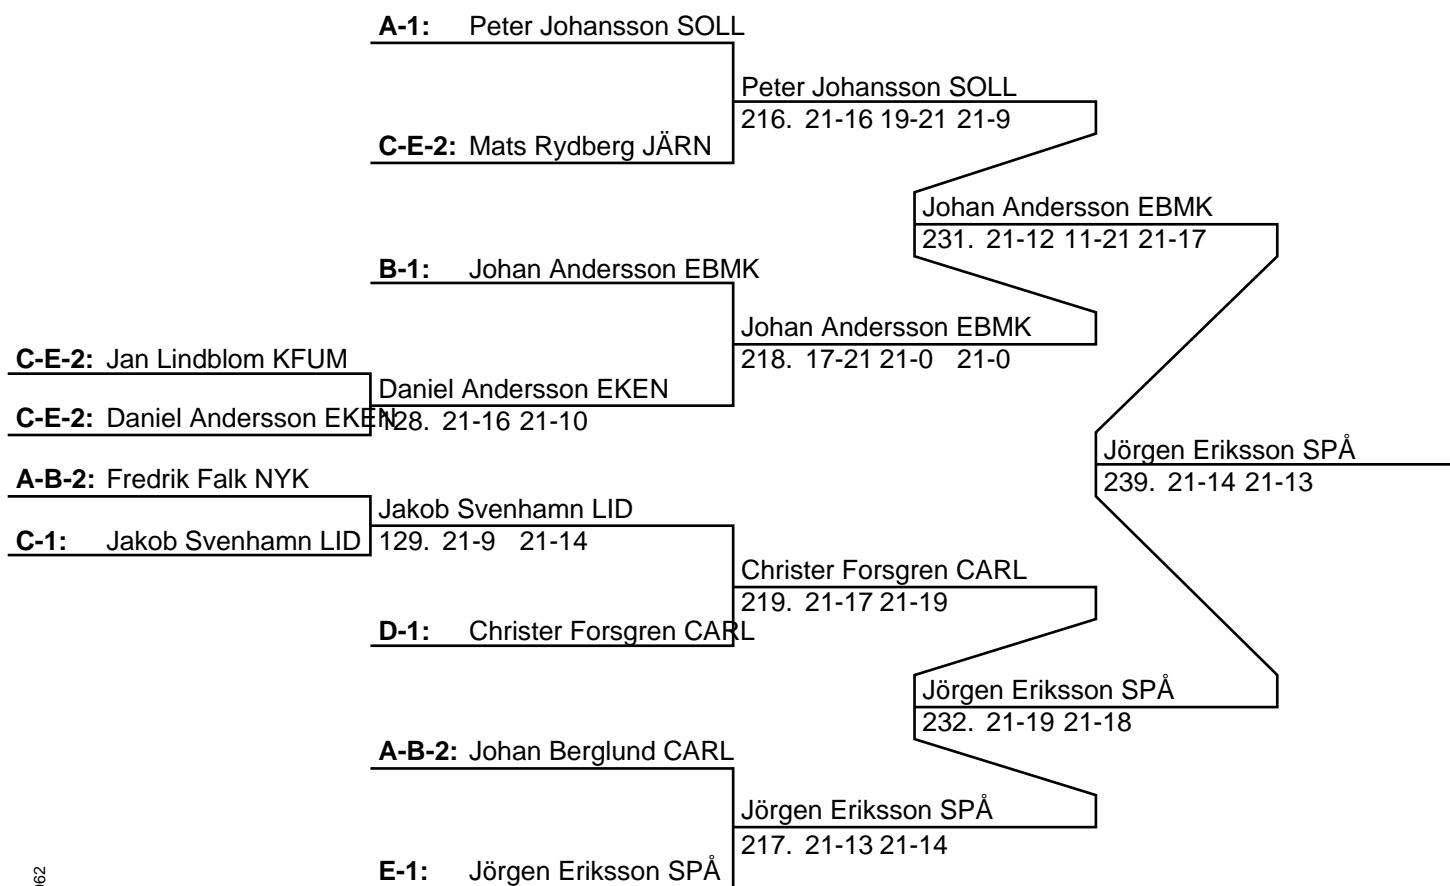 A-1: Peter Johansson SOLL
Peter Johansson SOLL
216. 21-16 19-21 21-9
C-E-2: Mats Rydberg JÄRN
Johan Andersson EBMK
231. 21-12 11-21 21-17
B-1: Johan Andersson EBMK
Johan Andersson EBMK
218. 17-21 21-0 21-0
C-E-2: Jan Lindblom KFUM
Daniel Andersson EKEN
C-E-2: Daniel Andersson EKEN
128. 21-16 21-10
Jörgen Eriksson SPÅ
239. 21-14 21-13
A-B-2: Fredrik Falk NYK
Jakob Svenhamn LID
C-1: Jakob Svenhamn LID
129. 21-9 21-14
Christer Forsgren CARL
219. 21-17 21-19
D-1: Christer Forsgren CARL
Jörgen Eriksson SPÅ
232. 21-19 21-18
A-B-2: Johan Berglund CARL
Jörgen Eriksson SPÅ
217. 21-13 21-14
E-1: Jörgen Eriksson SPÅ